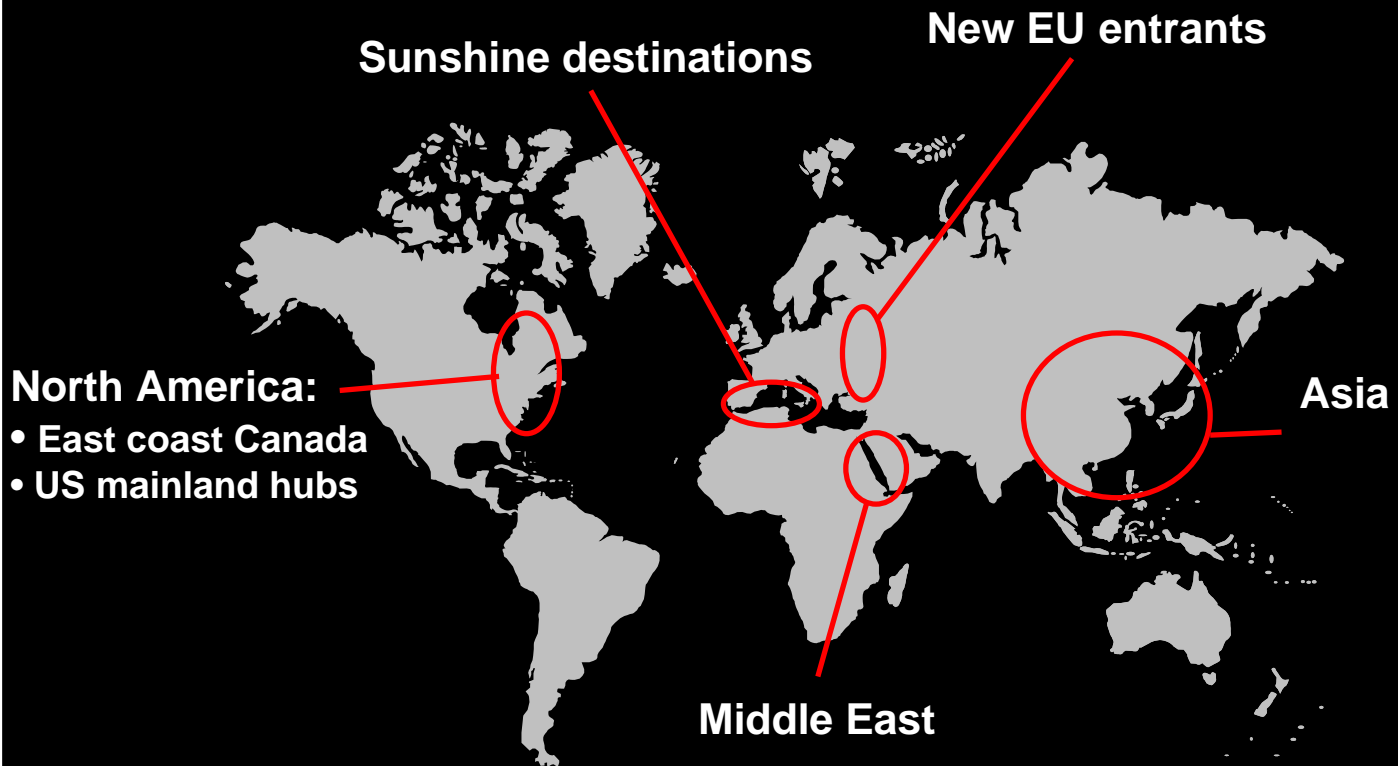 New EU entrants
Sunshine destinations
North America:
• East coast Canada
• US mainland hubs
Asia
Middle East